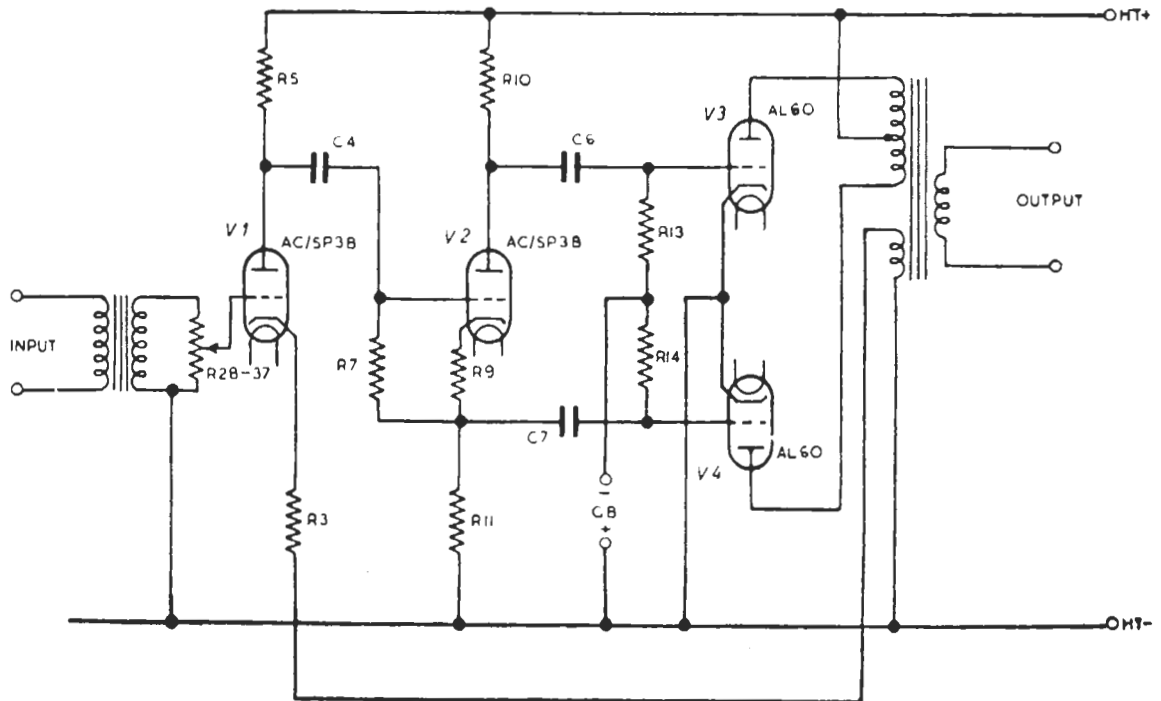 HT+
R5
R10
V3
AL60
C4
C6
V1
AC/SP3B
V2
AC/SP3B
R13
OUTPUT
INPUT
R28-37
R7
R9
R14
C7
V4
AL60
R3
R11
-
GB
+
HT-